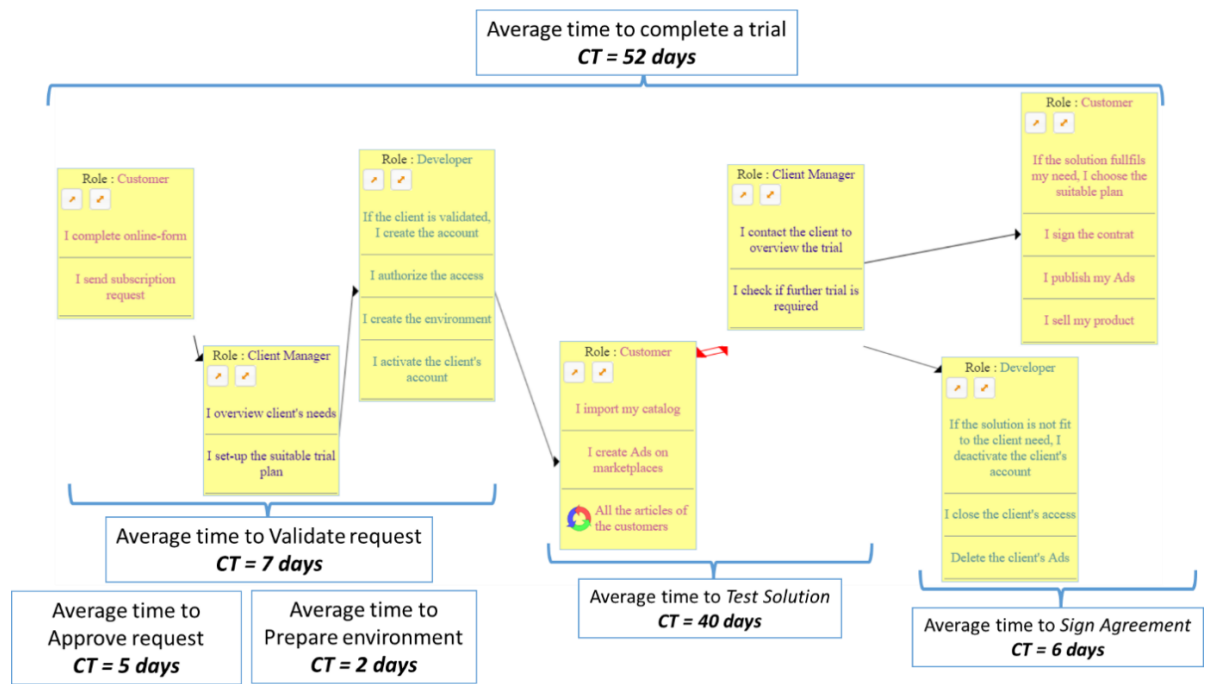 Average time to complete a trial
CT = 52 days
Role : Customer
I complete online-form
I send subscription
request
Role : Client Manager
I overview client's needs
I set-up the suitable trial
plan
Role : Developer
If the client is validated,
I create the account
I authorize the access
I create the environment
I activate the client's
account
Role : Customer
I import my catalog
I create Ads on
marketplaces
All the articles of
the customers
Role : Client Manager
I contact the client to
overview the trial
I check if further trial is
required
Role : Customer
If the solution fullfils
my need, I choose the
suitable plan
I sign the contrat
I publish my Ads
I sell my product
Role : Developer
If the solution is not fit
to the client need, I
deactivate the client's
account
I close the client's access
Delete the client's Ads
Average time to Validate request
CT = 7 days
Average time to
Approve request
CT = 5 days
Average time to
Prepare environment
CT = 2 days
Average time to Test Solution
CT = 40 days
Average time to Sign Agreement
CT = 6 days